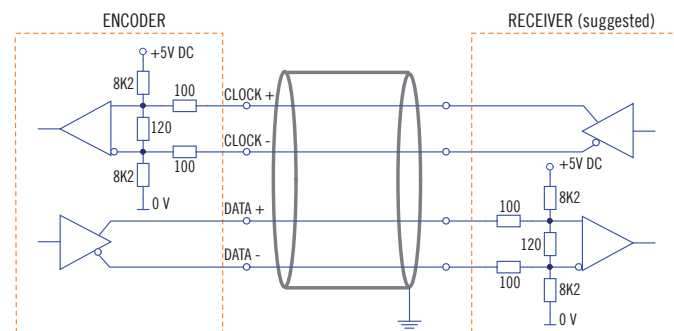 ENCODER
RECEIVER (suggested)
+5V DC
8K2
100
CLOCK +
120
CLOCK -
100
8K2
0 V
+5V DC
8K2
DATA +
100
120
DATA -
100
8K2
0 V